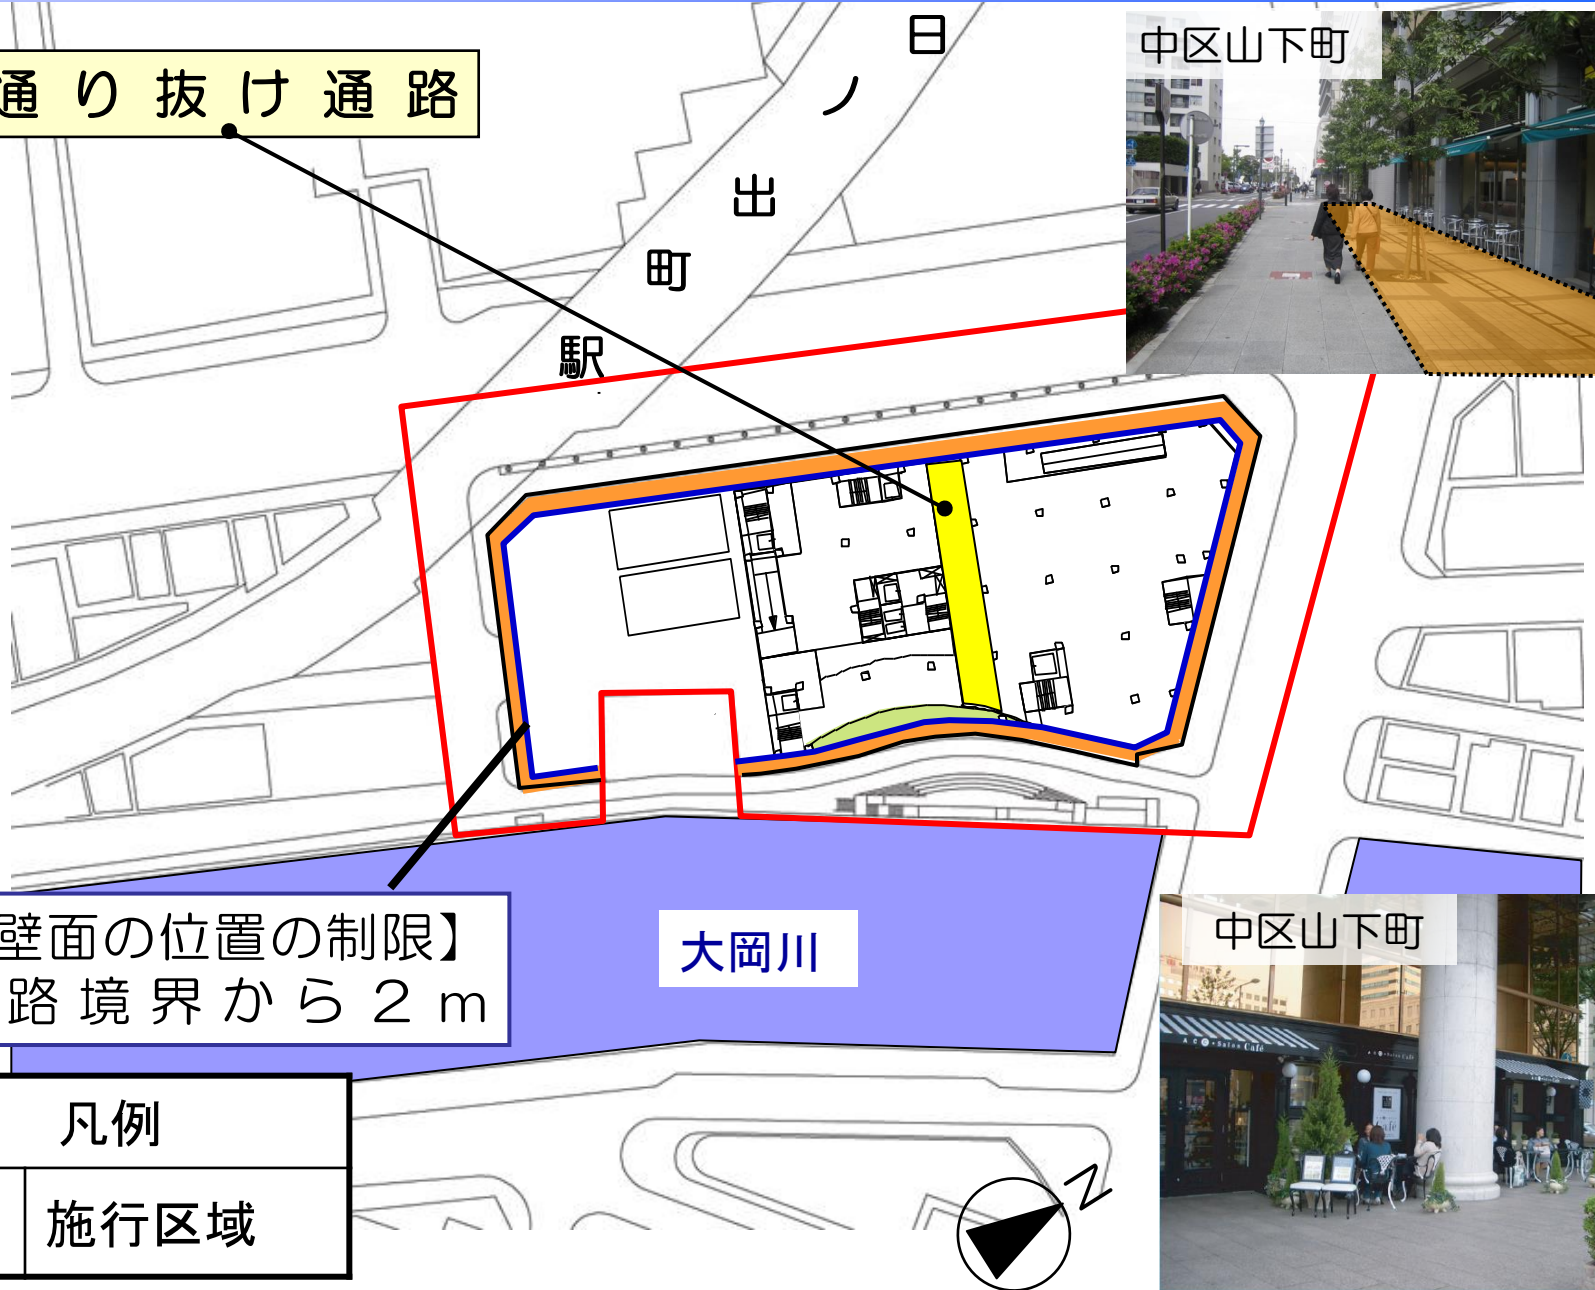 通り抜け通路
中区山下町
日ノ出町駅
壁面の位置の制限】
路境界から2m
大岡川
中区山下町
Café
凡例
施行区域
N